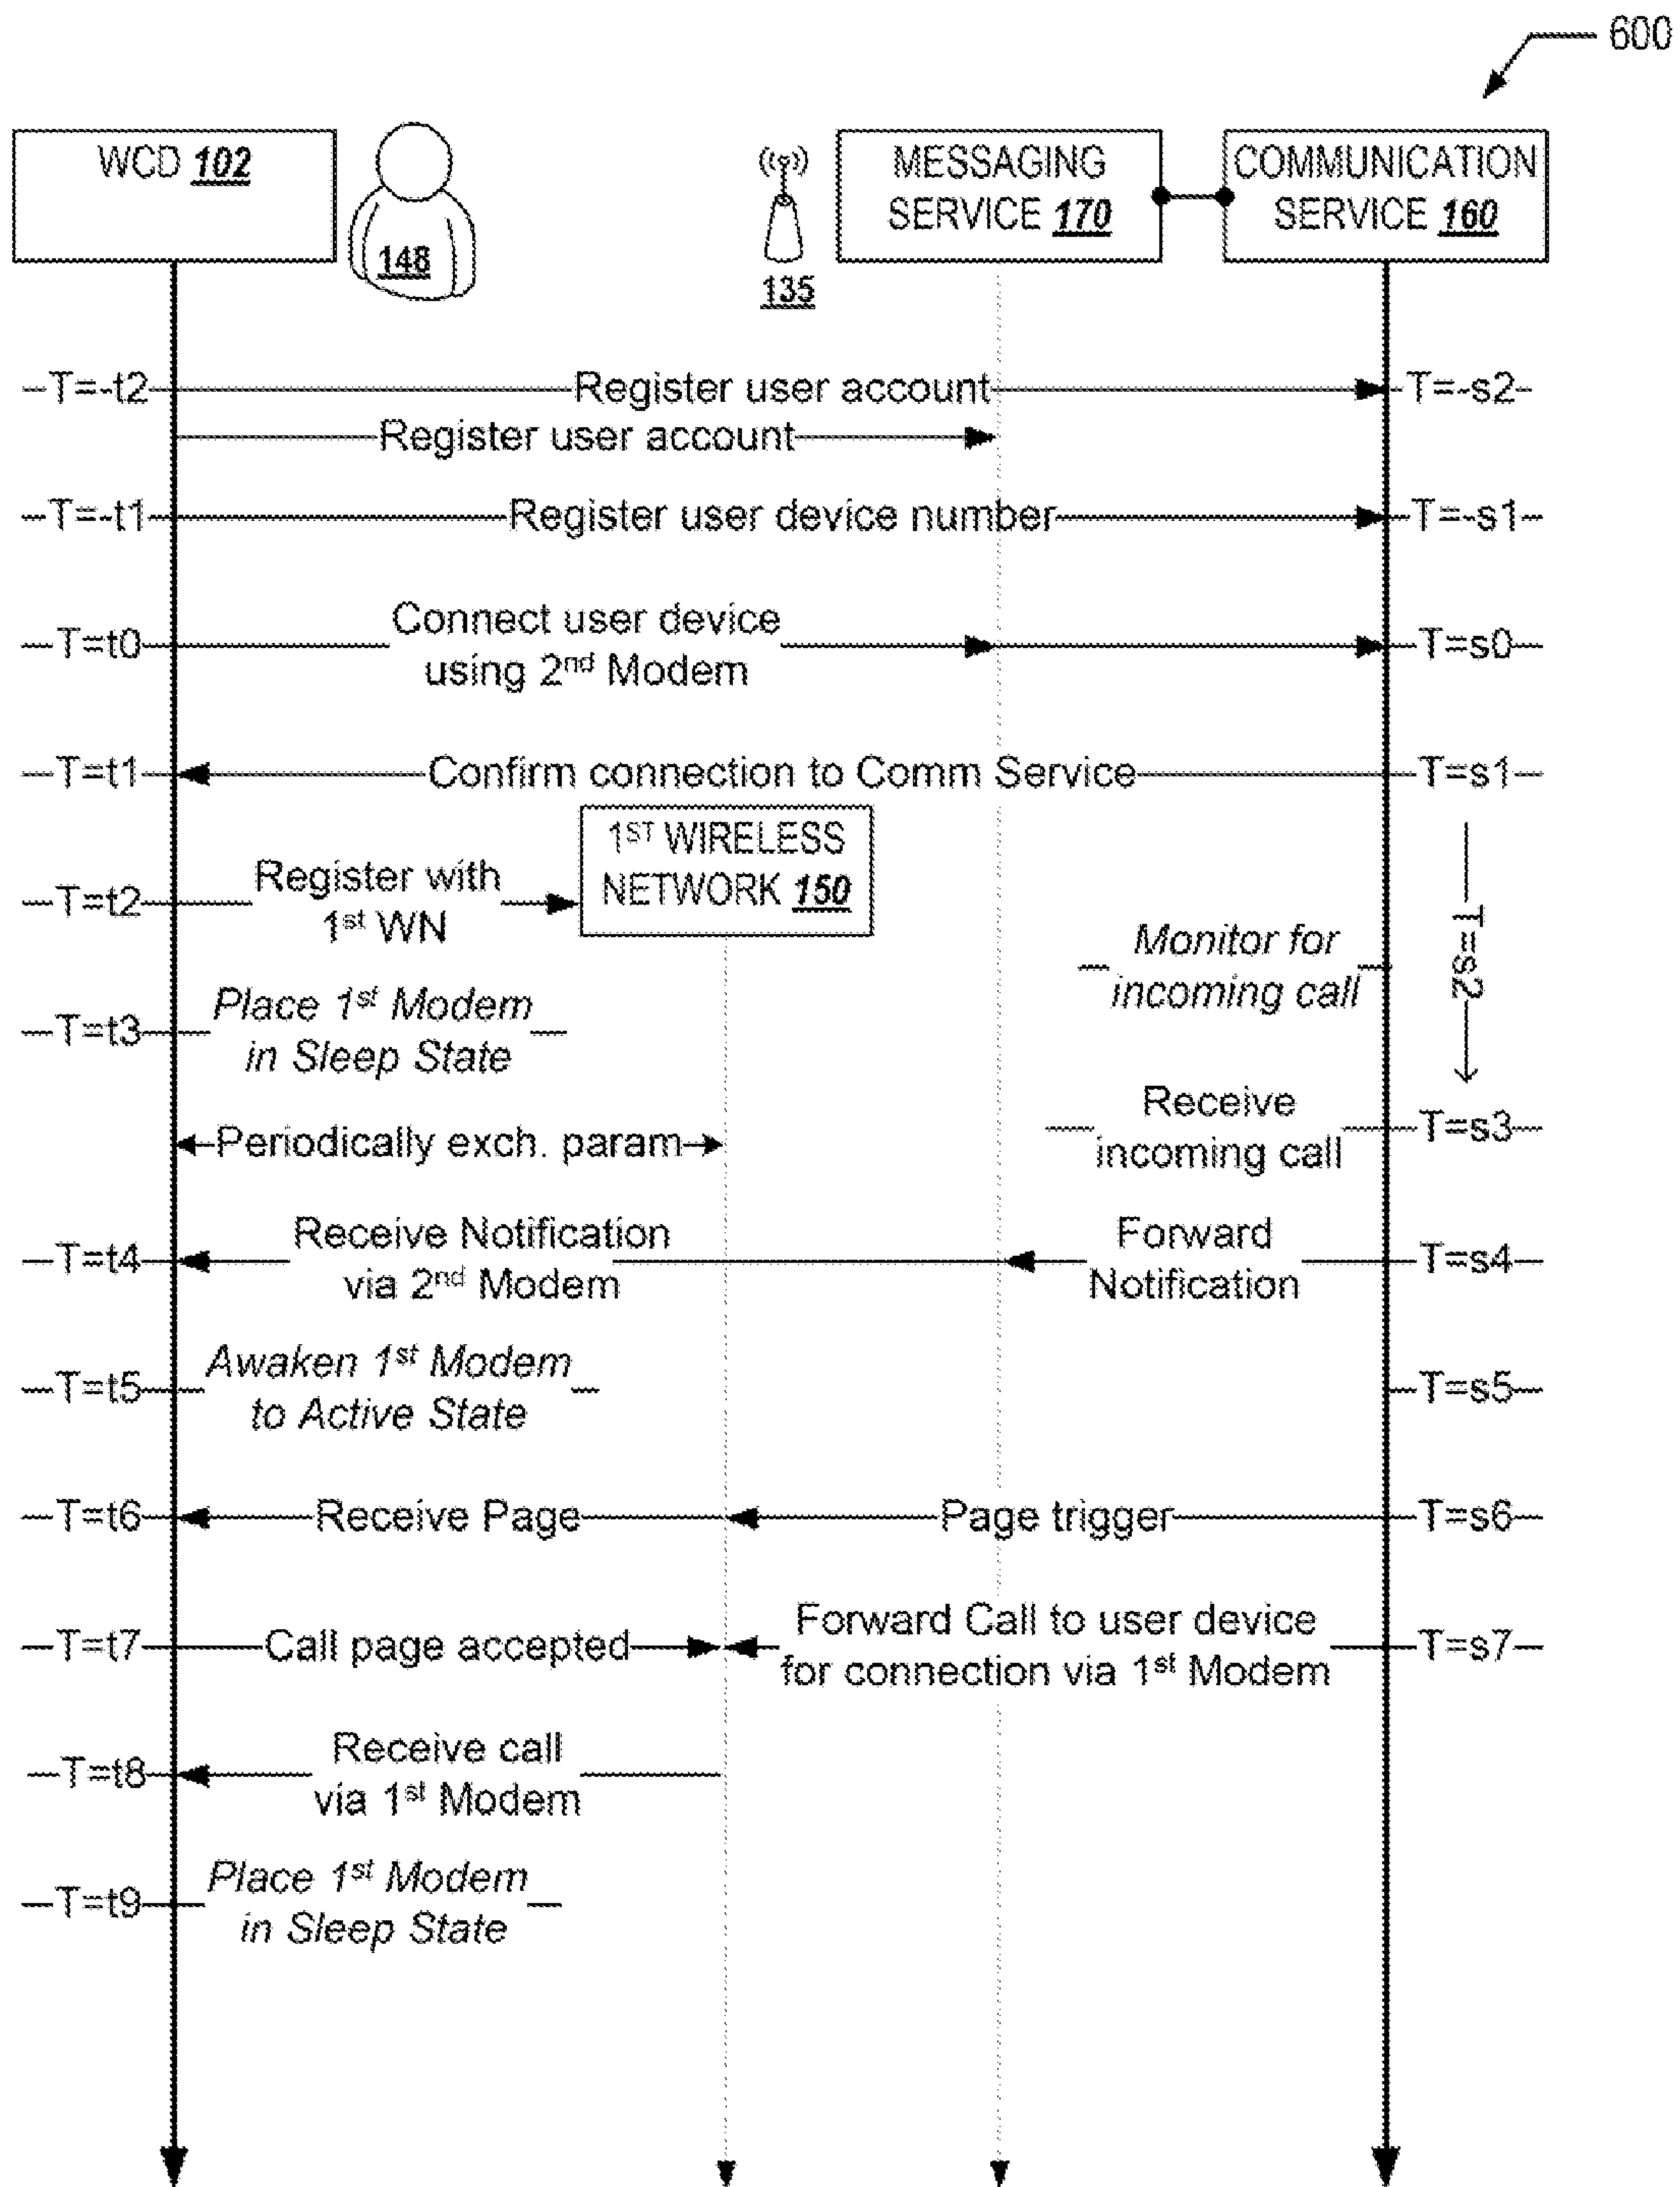 600
WCD 102
148
135
MESSAGING
SERVICE 170
COMMUNICATION
SERVICE 160
T=-t2
Register user account
T=-s2
Register user account
T=-t1
Register user device number
T=-s1
T=t0
Connect user device
using 2nd Modem
T=s0
T=t1
Confirm connection to Comm Service
T=s1
1ST WIRELESS
NETWORK 150
T=t2
Register with
1st WN
T=s2
Monitor for
incoming call
T=t3
Place 1st Modem
in Sleep State
Receive
incoming call
T=s3
Periodically exch. param
T=t4
Receive Notification
via 2nd Modem
Forward
Notification
T=s4
T=t5
Awaken 1st Modem
to Active State
T=s5
T=t6
Receive Page
Page trigger
T=s6
T=t7
Call page accepted
Forward Call to user device
for connection via 1st Modem
T=s7
T=t8
Receive call
via 1st Modem
T=t9
Place 1st Modem
in Sleep State